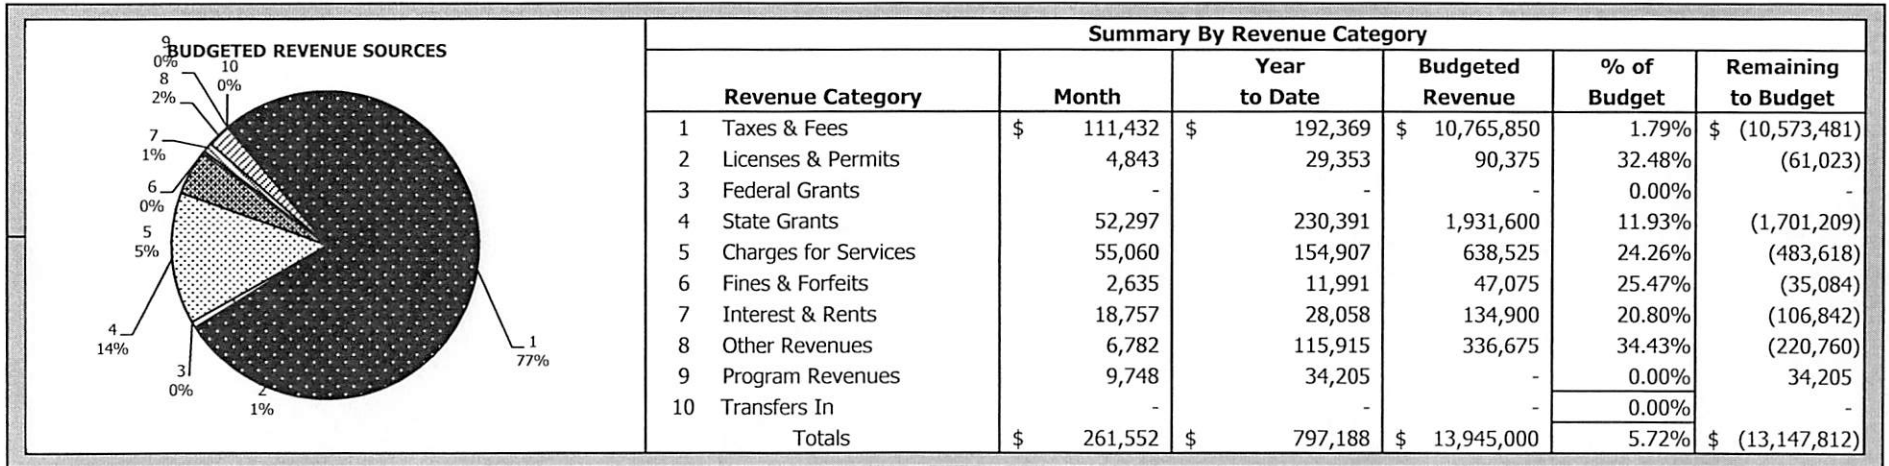 BUDGETED REVENUE SOURCES
9
0%
10
0%
8
2%
7
1%
6
0%
5
5%
4
14%
3
0%
2
1%
1
77%
Summary By Revenue Category
Revenue Category Month Year to Date Budgeted Revenue % of Budget Remaining to Budget
1 Taxes & Fees $ 111,432 $ 192,369 $ 10,765,850 1.79% $ (10,573,481)
2 Licenses & Permits 4,843 29,353 90,375 32.48% (61,023)
3 Federal Grants - - - 0.00% -
4 State Grants 52,297 230,391 1,931,600 11.93% (1,701,209)
5 Charges for Services 55,060 154,907 638,525 24.26% (483,618)
6 Fines & Forfeits 2,635 11,991 47,075 25.47% (35,084)
7 Interest & Rents 18,757 28,058 134,900 20.80% (106,842)
8 Other Revenues 6,782 115,915 336,675 34.43% (220,760)
9 Program Revenues 9,748 34,205 - 0.00% 34,205
10 Transfers In - - - 0.00% -
Totals $ 261,552 $ 797,188 $ 13,945,000 5.72% $ (13,147,812)